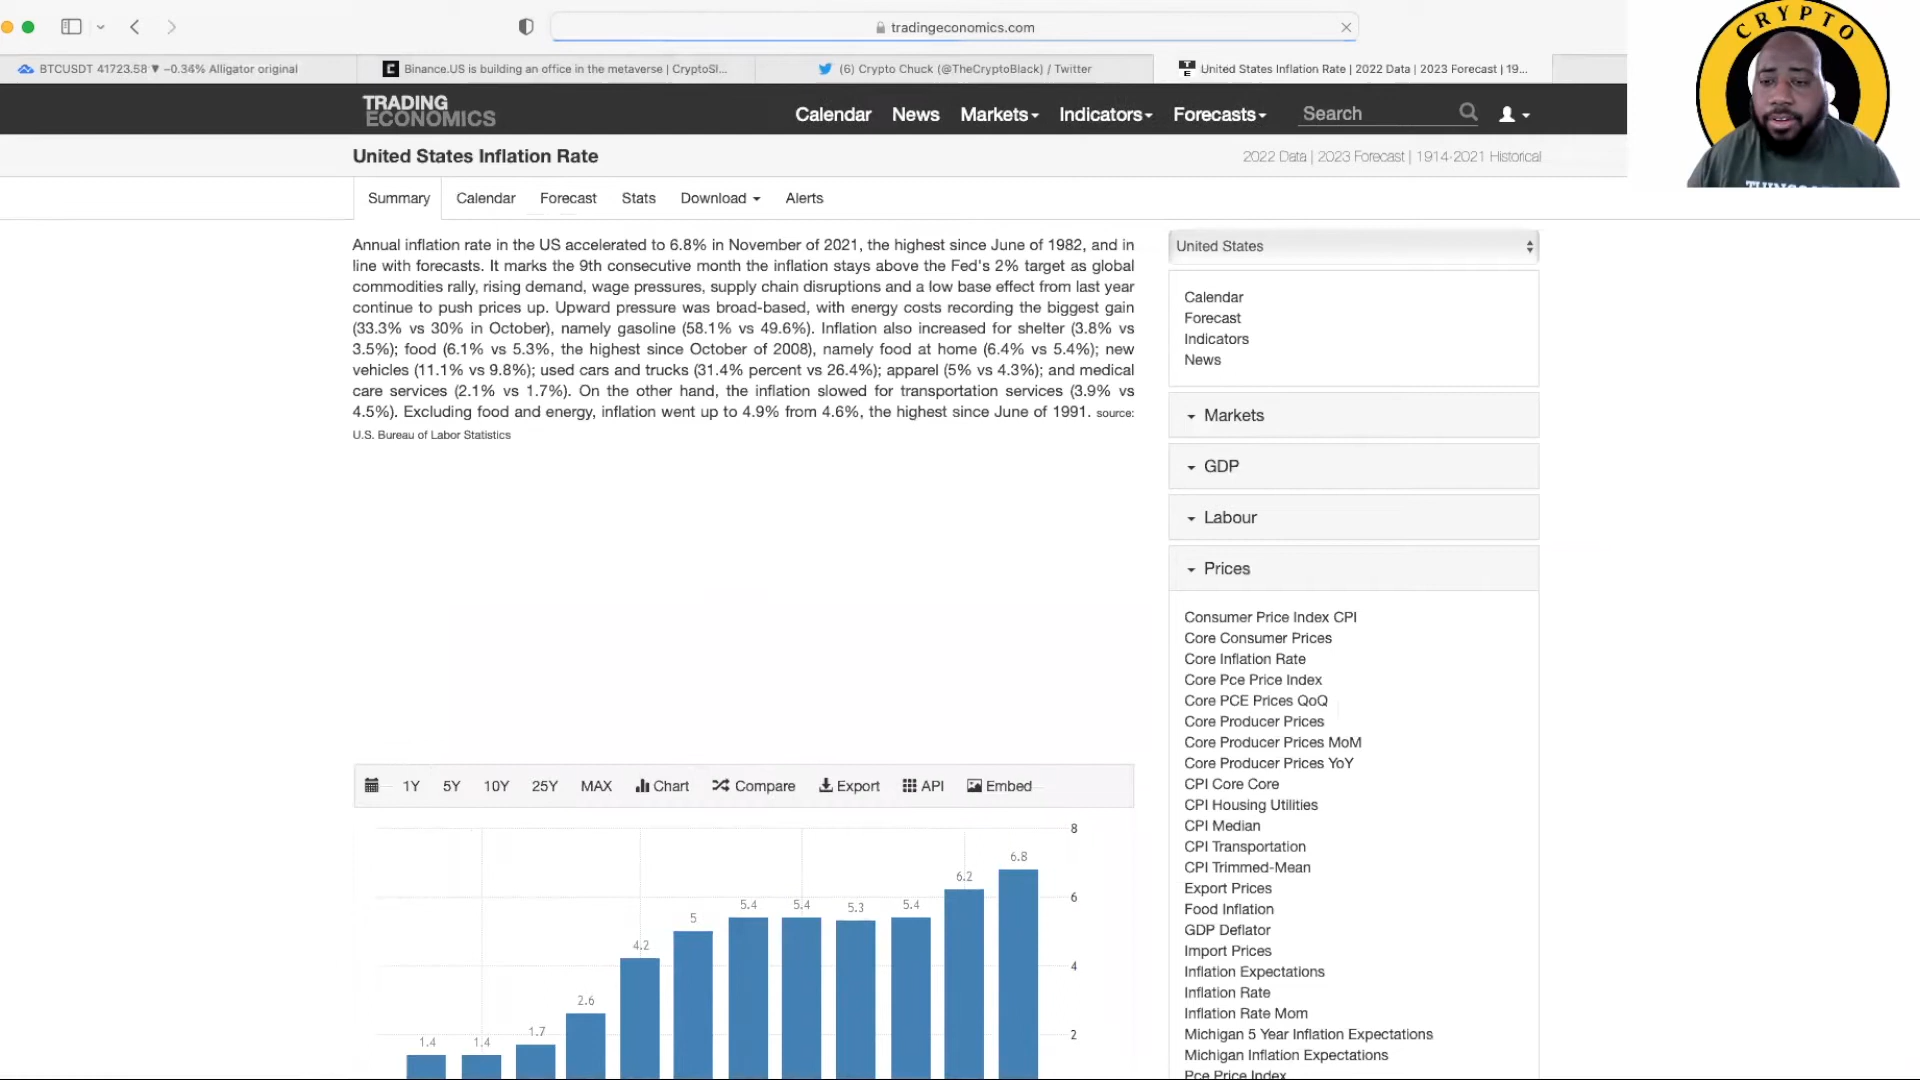 tradingeconomics.com
BTCUSDT 41723.58 ▼ −0.34% Alligator original
Binance.US is building an office in the metaverse | CryptoSl...
(6) Crypto Chuck (@TheCryptoBlack) / Twitter
United States Inflation Rate | 2022 Data | 2023 Forecast | 19...
CRYPTO
TRADING
ECONOMICS
Calendar
News
Markets
Indicators
Forecasts
Search
United States Inflation Rate
2022 Data | 2023 Forecast | 1914-2021 Historical
Summary
Calendar
Forecast
Stats
Download
Alerts
Annual inflation rate in the US accelerated to 6.8% in November of 2021, the highest since June of 1982, and in
line with forecasts. It marks the 9th consecutive month the inflation stays above the Fed's 2% target as global
commodities rally, rising demand, wage pressures, supply chain disruptions and a low base effect from last year
continue to push prices up. Upward pressure was broad-based, with energy costs recording the biggest gain
(33.3% vs 30% in October), namely gasoline (58.1% vs 49.6%). Inflation also increased for shelter (3.8% vs
3.5%); food (6.1% vs 5.3%, the highest since October of 2008), namely food at home (6.4% vs 5.4%); new
vehicles (11.1% vs 9.8%); used cars and trucks (31.4% percent vs 26.4%); apparel (5% vs 4.3%); and medical
care services (2.1% vs 1.7%). On the other hand, the inflation slowed for transportation services (3.9% vs
4.5%). Excluding food and energy, inflation went up to 4.9% from 4.6%, the highest since June of 1991. source:
U.S. Bureau of Labor Statistics
1Y
5Y
10Y
25Y
MAX
Chart
Compare
Export
API
Embed
8
6
4
2
1.4
1.4
1.7
2.6
4.2
5
5.4
5.4
5.3
5.4
6.2
6.8
United States
Calendar
Forecast
Indicators
News
Markets
GDP
Labour
Prices
Consumer Price Index CPI
Core Consumer Prices
Core Inflation Rate
Core Pce Price Index
Core PCE Prices QoQ
Core Producer Prices
Core Producer Prices MoM
Core Producer Prices YoY
CPI Core Core
CPI Housing Utilities
CPI Median
CPI Transportation
CPI Trimmed-Mean
Export Prices
Food Inflation
GDP Deflator
Import Prices
Inflation Expectations
Inflation Rate
Inflation Rate Mom
Michigan 5 Year Inflation Expectations
Michigan Inflation Expectations
Pce Price Index